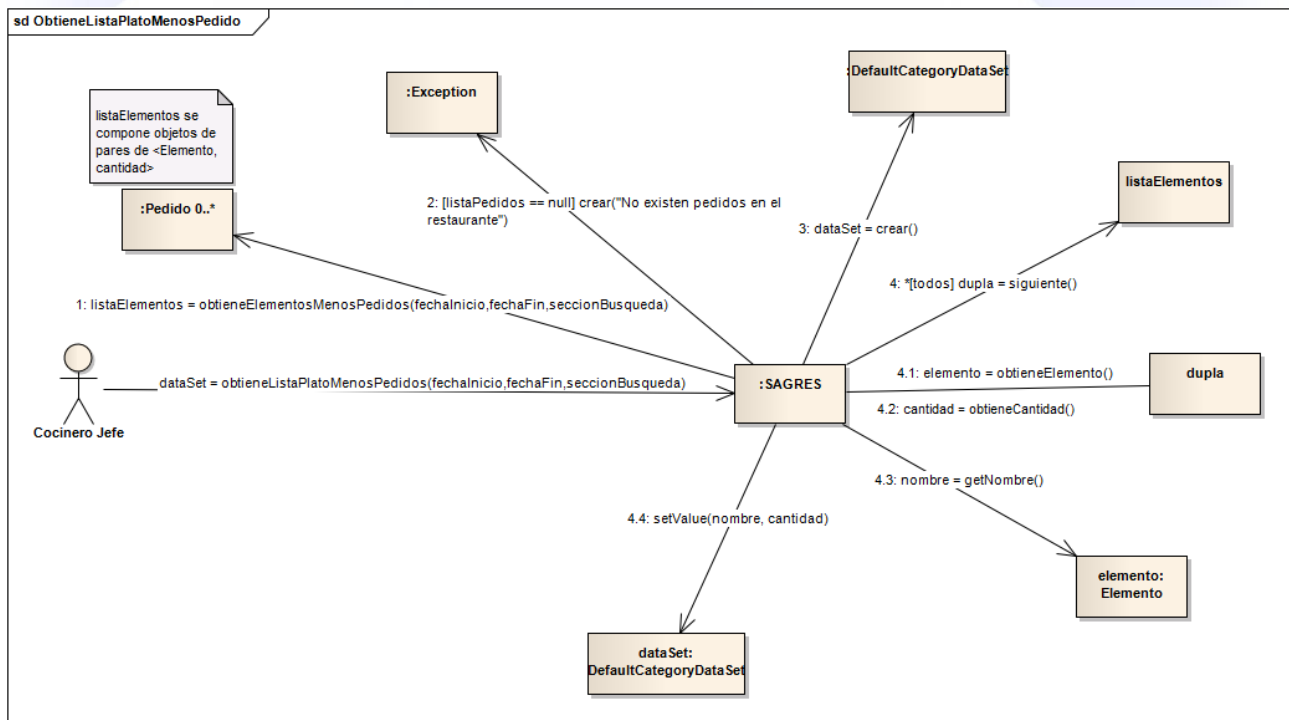 sd ObtieneListaPlatoMenosPedido
listaElementos se
compone objetos de
pares de <Elemento,
cantidad>
:Pedido 0..*
:Exception
:DefaultCategoryDataSet
listaElementos
2: [listaPedidos == null] crear("No existen pedidos en el
restaurante")
3: dataSet = crear()
4: *[todos] dupla = siguiente()
1: listaElementos = obtieneElementosMenosPedidos(fechaInicio,fechaFin,seccionBusqueda)
dataSet = obtieneListaPlatoMenosPedidos(fechaInicio,fechaFin,seccionBusqueda)
Cocinero Jefe
:SAGRES
4.1: elemento = obtieneElemento()
4.2: cantidad = obtieneCantidad()
dupla
4.3: nombre = getNombre()
4.4: setValue(nombre, cantidad)
elemento:
Elemento
dataSet:
DefaultCategoryDataSet